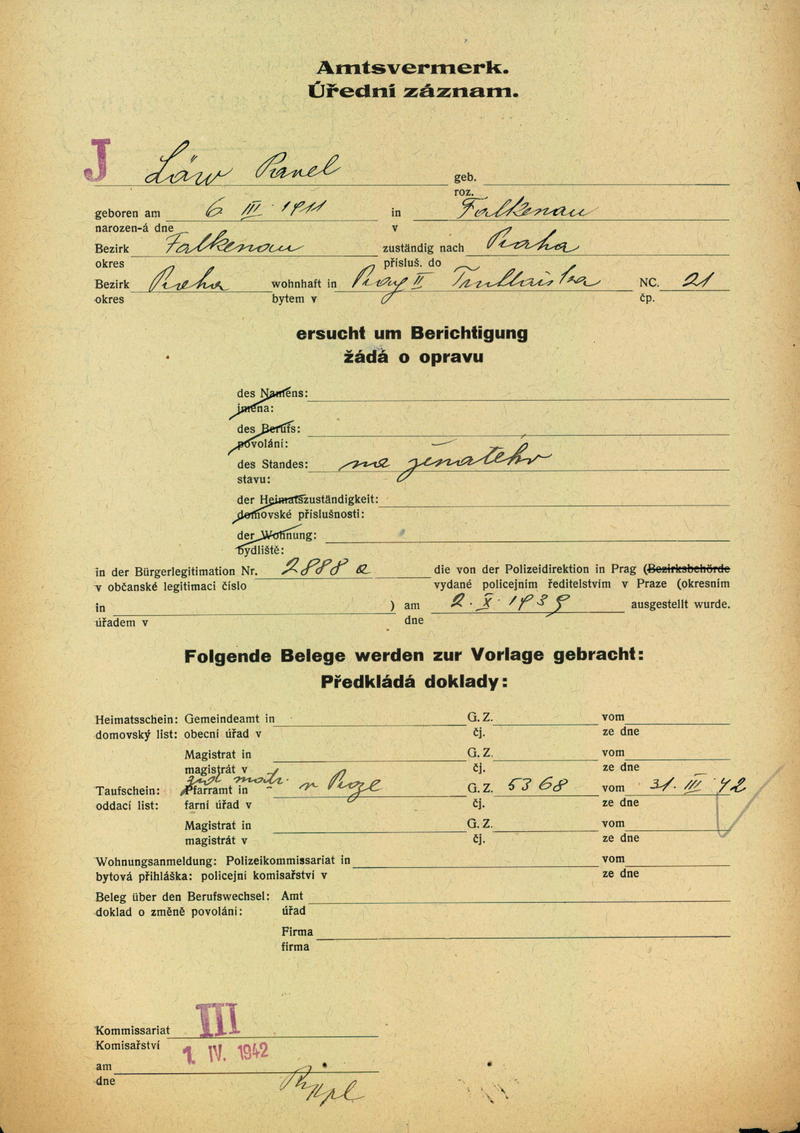 Amtsvermerk.
Úřední záznam.
J Löw Pavel geb.
roz.
geboren am 6 III. 1911 in Falkenau
narozen-á dne v
Bezirk Falkenau zuständig nach Praha
okres přísluš. do
Bezirk Praha wohnhaft in Prag II NC. 21
okres bytem v čp.
ersucht um Berichtigung
žádá o opravu
des Namens:
jména:
des Berufs:
povolání:
des Standes: na ženatého
stavu:
der Heimatszuständigkeit:
domovské příslušnosti:
der Wohnung:
bydliště:
in der Bürgerlegitimation Nr. 2888 a die von der Polizeidirektion in Prag (Bezirksbehörde
v občanské legitimaci číslo vydané policejním ředitelstvím v Praze (okresním
in ) am 2. X. 1939 ausgestellt wurde.
úřadem v dne
Folgende Belege werden zur Vorlage gebracht:
Předkládá doklady:
Heimatsschein: Gemeindeamt in G. Z. vom
domovský list: obecní úřad v čj. ze dne
Magistrat in G. Z. vom
magistrát v čj. ze dne
žid. matr. v Praze
Taufschein: Pfarramt in G. Z. 5368 vom 31. III 42
oddací list: farní úřad v čj. ze dne
Magistrat in G. Z. vom
magistrát v čj. ze dne
Wohnungsanmeldung: Polizeikommissariat in vom
bytová přihláška: policejní komisařství v ze dne
Beleg über den Berufswechsel: Amt
doklad o změně povolání: úřad
Firma
firma
Kommissariat III
Komisařství
am 1. IV. 1942
dne